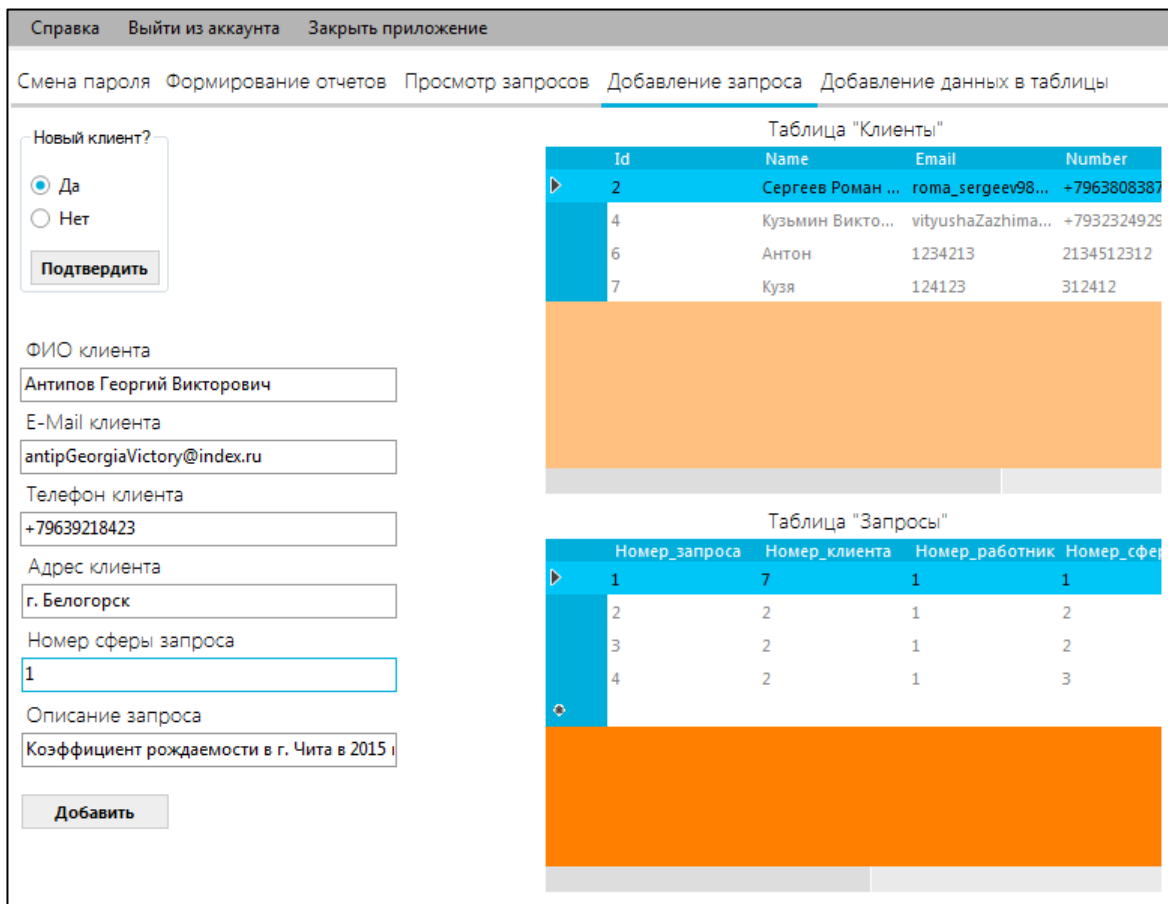 Справка Выйти из аккаунта Закрыть приложение
Смена пароля Формирование отчетов Просмотр запросов Добавление запроса Добавление данных в таблицы
Новый клиент?
Да
Нет
Подтвердить
ФИО клиента
Антипов Георгий Викторович
E-Mail клиента
antipGeorgiaVictory@index.ru
Телефон клиента
+79639218423
Адрес клиента
г. Белогорск
Номер сферы запроса
1
Описание запроса
Коэффициент рождаемости в г. Чита в 2015 г
Добавить
Таблица "Клиенты"
Id Name Email Number
2 Сергеев Роман ... roma_sergeev98... +7963808387
4 Кузьмин Викто... vityushaZazhima... +7932324929
6 Антон 1234213 2134512312
7 Кузя 124123 312412
Таблица "Запросы"
Номер_запроса Номер_клиента Номер_работник Номер_сфер
1 7 1 1
2 2 1 2
3 2 1 2
4 2 1 3